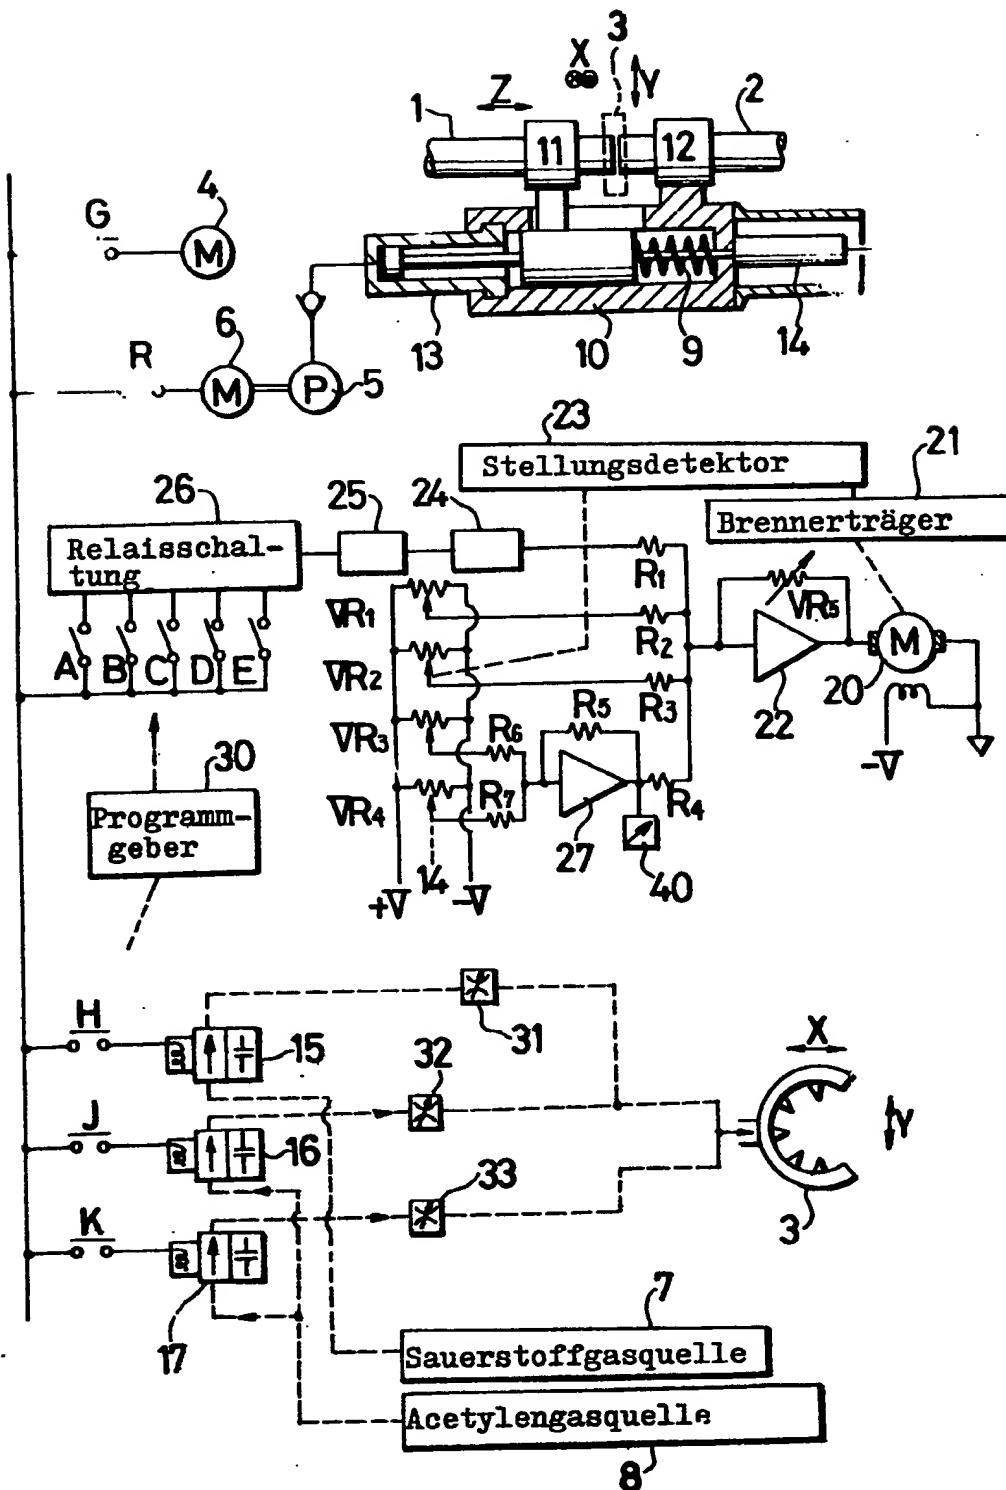 3
X
Y
Z
1
2
11
12
G
4
M
13
10
9
14
6
R
M
P
5
23
Stellungsdetektor
21
Brennerträger
26
25
24
Relaisschal-
tung
R1
VR1
R2
VR5
M
A B C D E
VR2
R3
22
20
R5
VR3
R6
-V
30
VR4
R7
R4
Programm-
geber
27
14
40
+V
-V
H
15
31
32
X
J
16
Y
33
K
3
17
7
Sauerstoffgasquelle
Acetylengasquelle
8